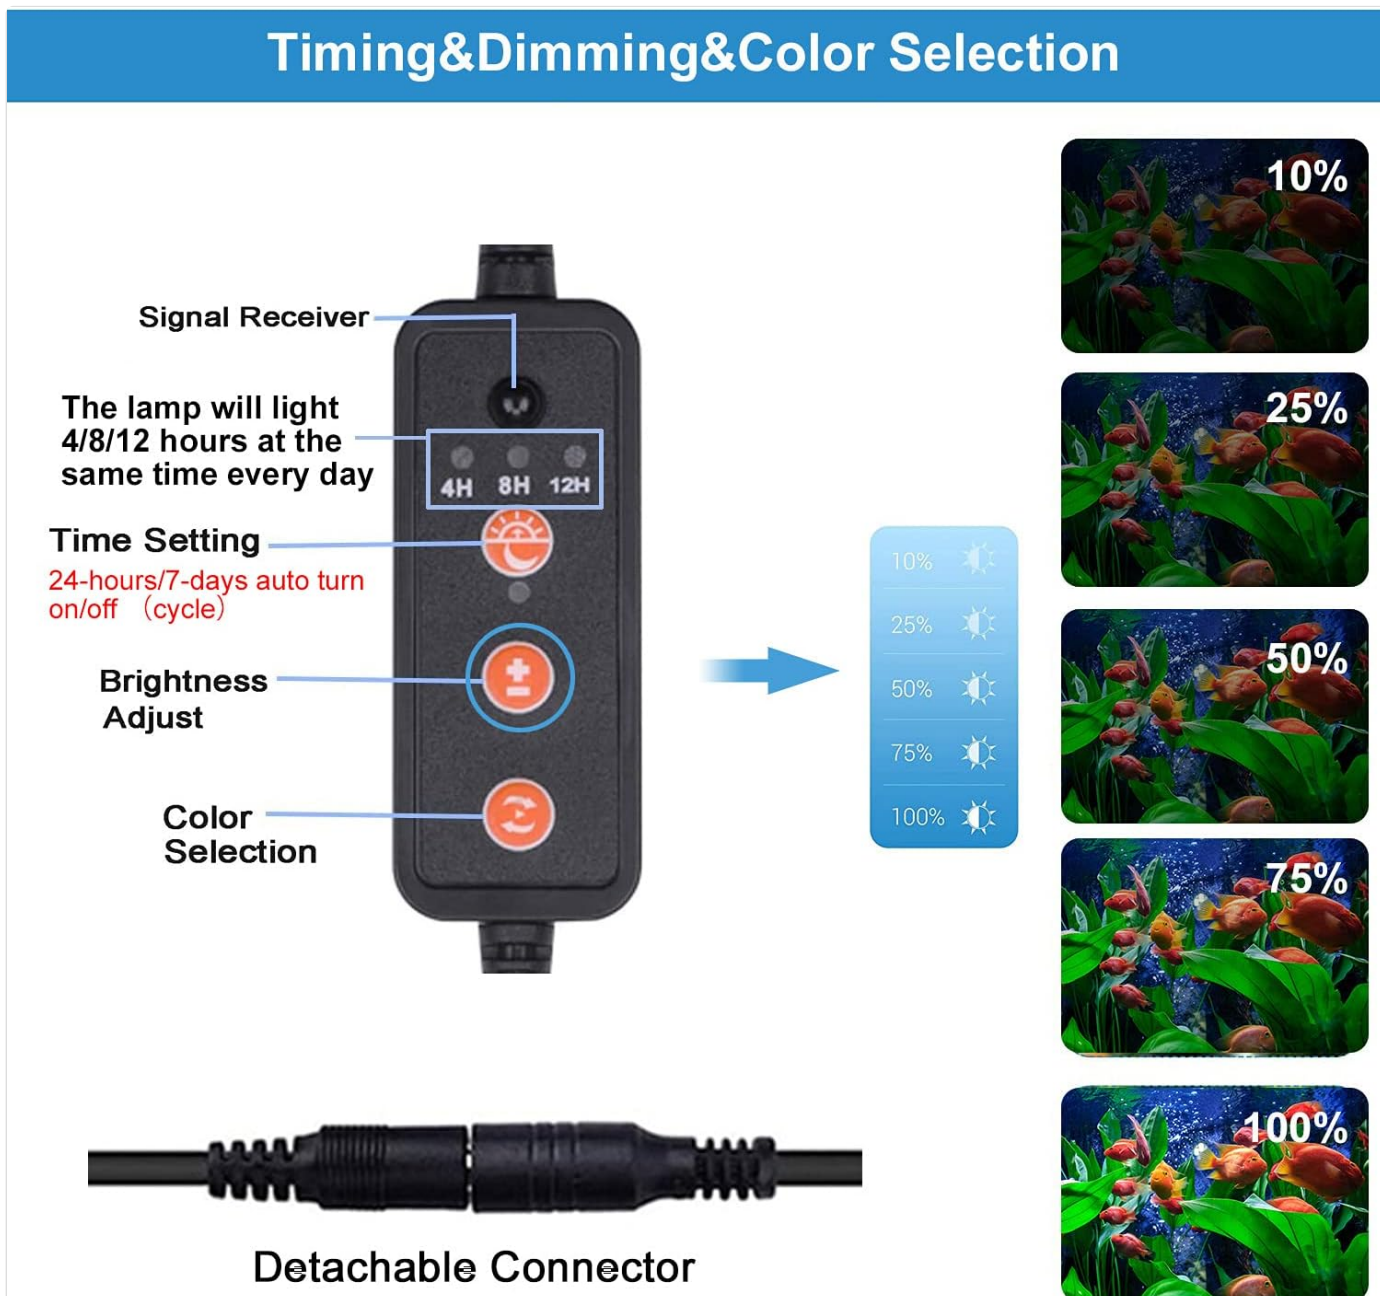 Timing&Dimming&Color Selection
Signal Receiver
The lamp will light
4/8/12 hours at the
same time every day
4H 8H 12H
Time Setting
24-hours/7-days auto turn
on/off （cycle）
Brightness
Adjust
Color
Selection
10%
25%
50%
75%
100%
10%
25%
50%
75%
100%
Detachable Connector